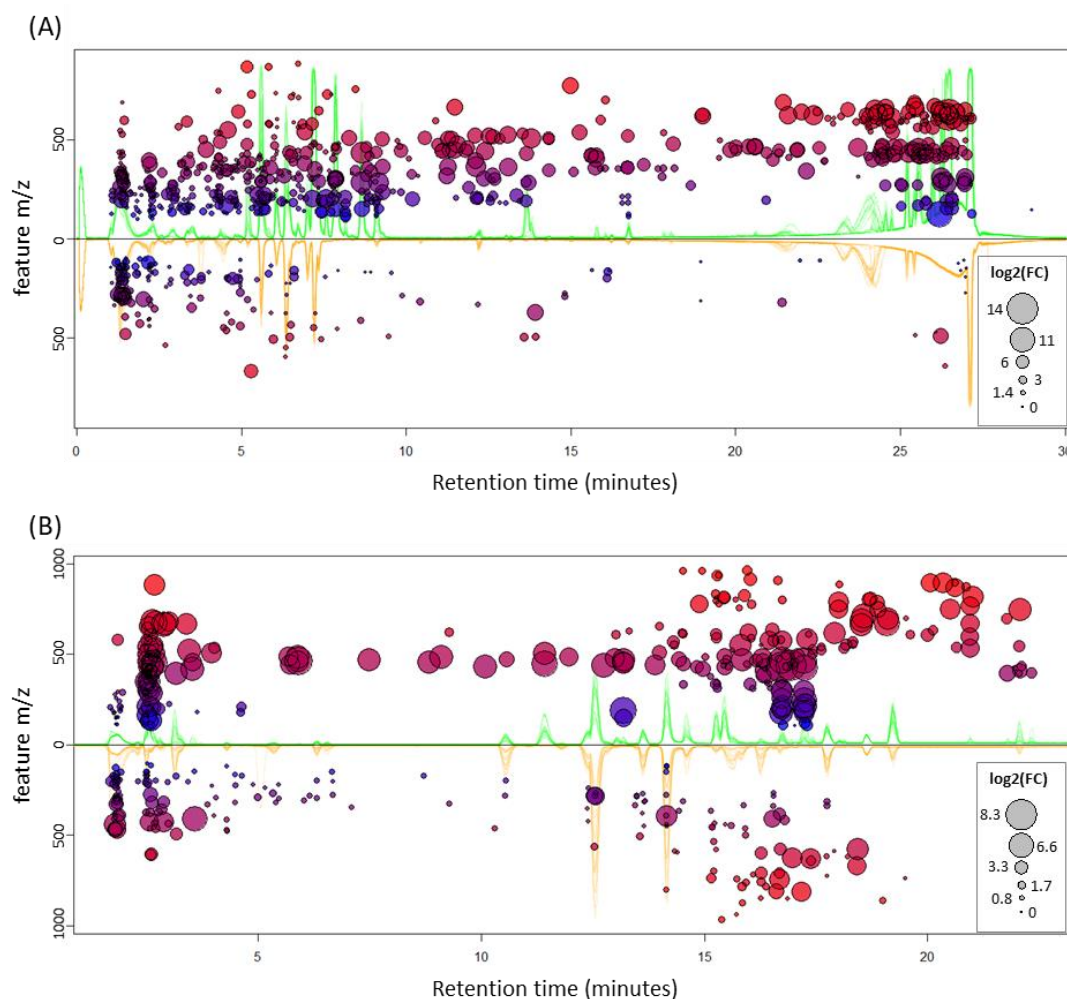 (A)
feature m/z
500
0
500
log2(FC)
14
11
6
3
1.4
0
0 5 10 15 20 25 30
Retention time (minutes)
(B)
feature m/z
1000
500
0
500
1000
log2(FC)
8.3
6.6
3.3
1.7
0.8
0
5 10 15 20
Retention time (minutes)